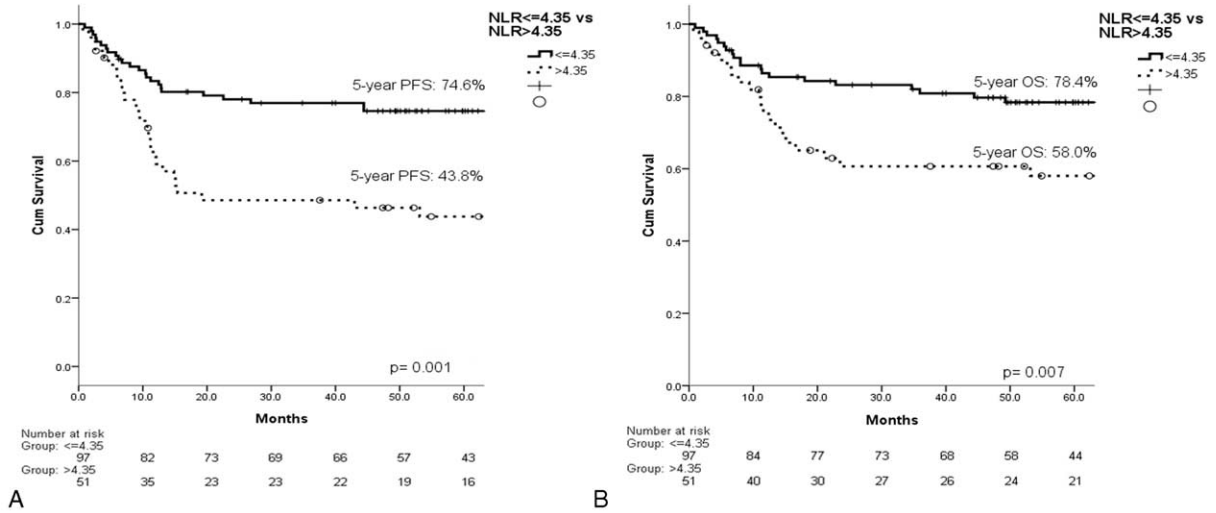 NLR<=4.35 vs
NLR>4.35
<=4.35
>4.35
1.0
0.8
0.6
0.4
0.2
0.0
Cum Survival
5-year PFS: 74.6%
5-year PFS: 43.8%
p= 0.001
0.0 10.0 20.0 30.0 40.0 50.0 60.0
Months
Number at risk
Group: <=4.35
97 82 73 69 66 57 43
Group: >4.35
51 35 23 23 22 19 16
A
NLR<=4.35 vs
NLR>4.35
<=4.35
>4.35
1.0
0.8
0.6
0.4
0.2
0.0
Cum Survival
5-year OS: 78.4%
5-year OS: 58.0%
p= 0.007
0.0 10.0 20.0 30.0 40.0 50.0 60.0
Months
Number at risk
Group: <=4.35
97 84 77 73 68 58 44
Group: >4.35
51 40 30 27 26 24 21
B